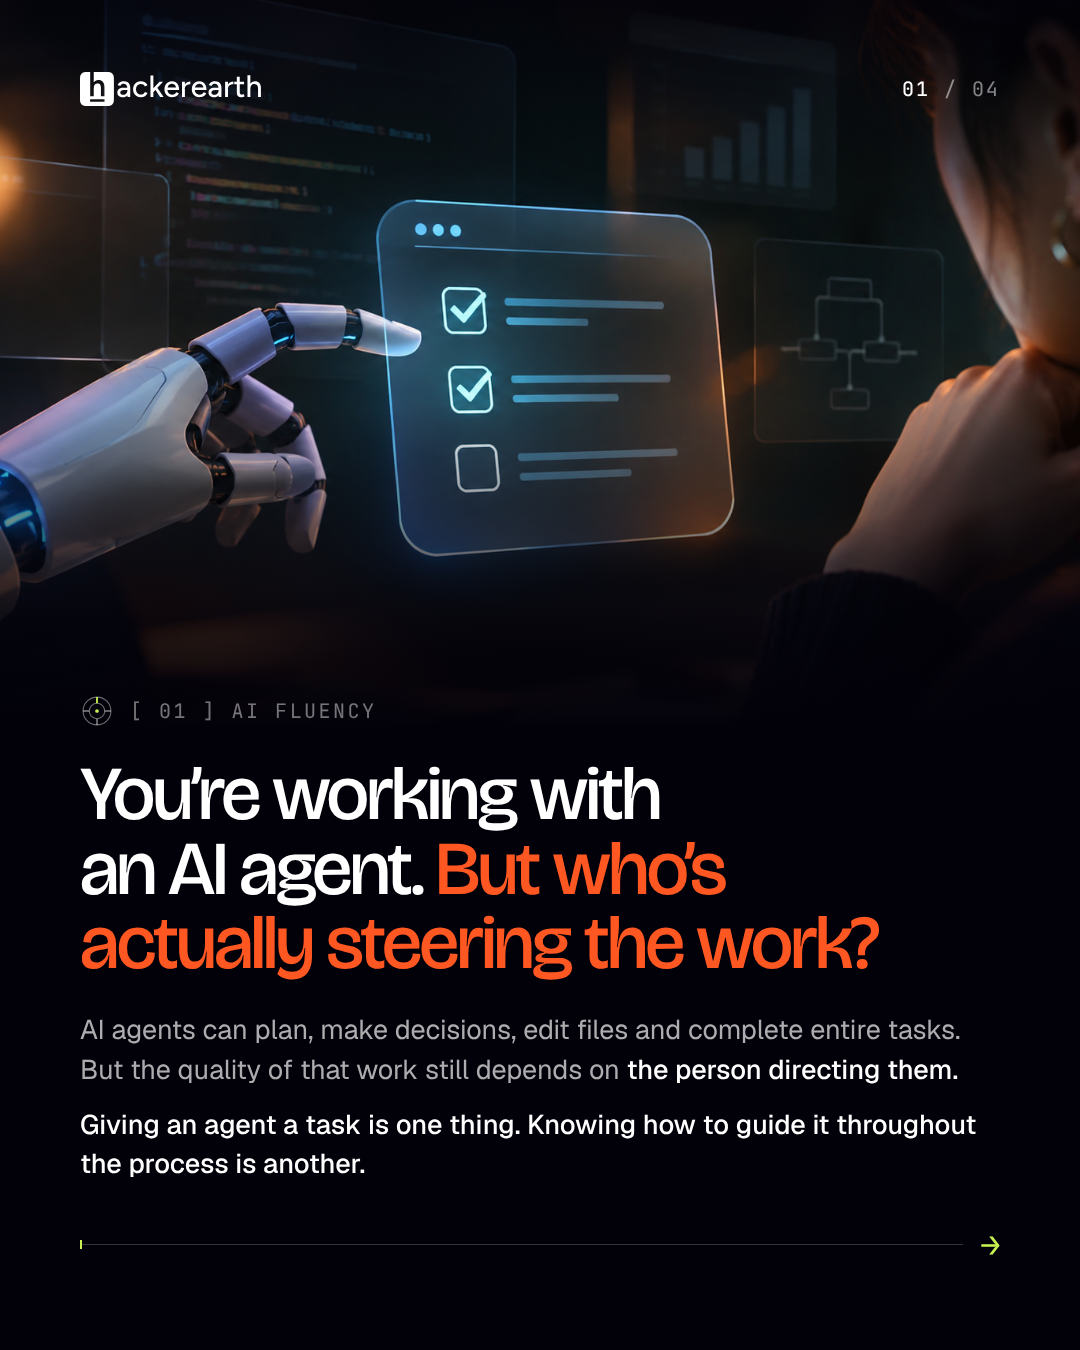 hackerearth
01 / 04
[ 01 ] AI FLUENCY
You’re working with
an AI agent. But who’s
actually steering the work?
AI agents can plan, make decisions, edit files and complete entire tasks.
But the quality of that work still depends on the person directing them.
Giving an agent a task is one thing. Knowing how to guide it throughout
the process is another.